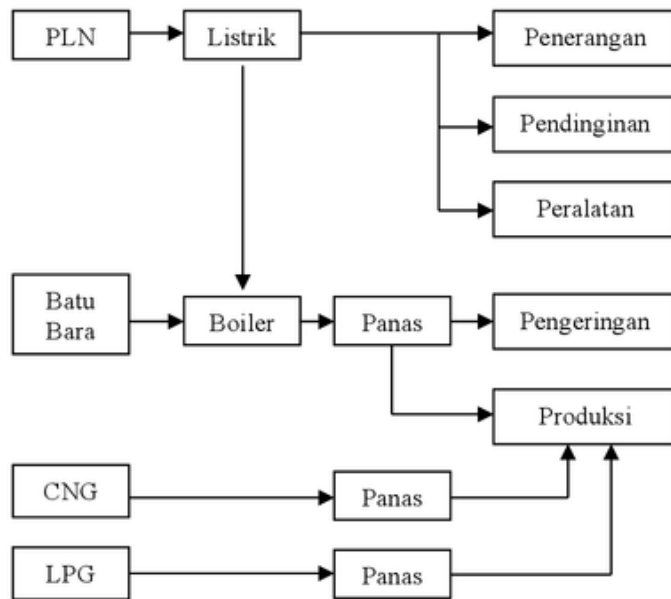 PLN
Listrik
Penerangan
Pendinginan
Peralatan
Batu
Bara
Boiler
Panas
Pengeringan
Produksi
CNG
Panas
LPG
Panas